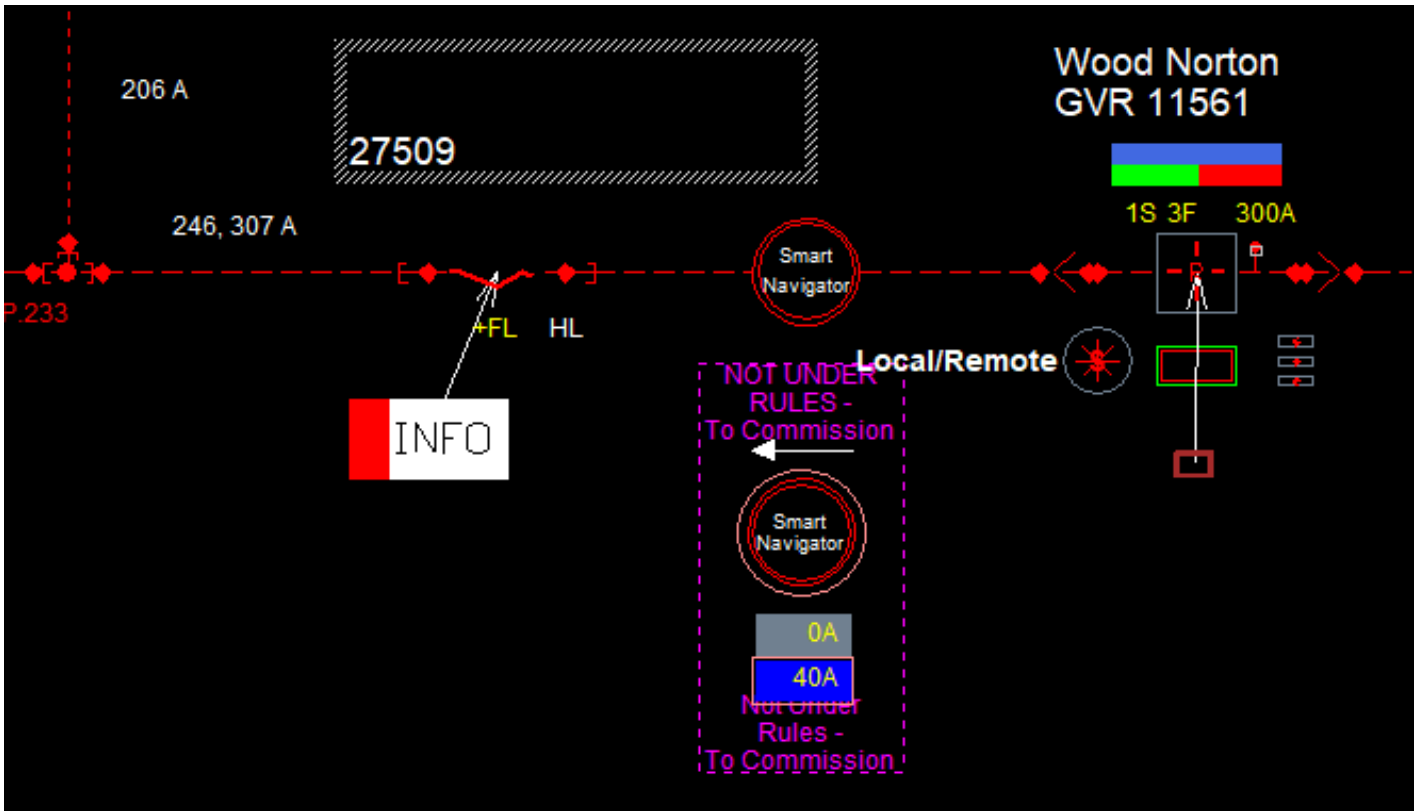 206 A
27509
Wood Norton
GVR 11561
1S 3F 300A
246, 307 A
Smart
Navigator
P.233
+FL HL
Local/Remote
S
NOT UNDER
RULES -
To Commission
INFO
Smart
Navigator
0A
40A
Not Under
Rules -
To Commission